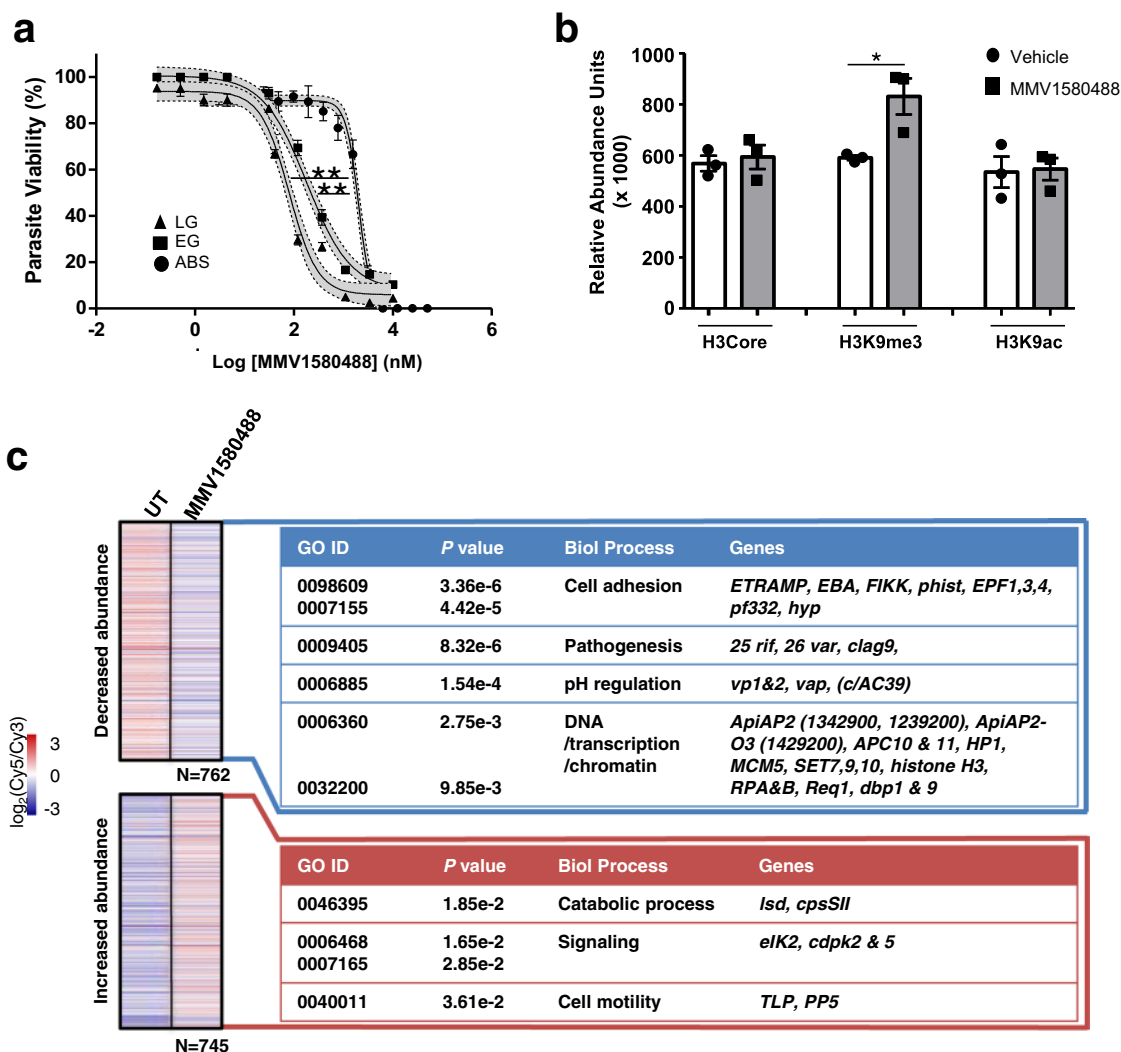 a
Parasite Viability (%)
100
80
60
40
20
0
**
**
LG
EG
ABS
-2
0
2
4
6
Log [MMV1580488] (nM)
b
Relative Abundance Units
(x 1000)
1000
800
600
400
200
0
*
Vehicle
MMV1580488
H3Core
H3K9me3
H3K9ac
c
UT
MMV1580488
Decreased abundance
N=762
log2(Cy5/Cy3)
3
0
-3
Increased abundance
N=745
GO ID P value Biol Process Genes
0098609 3.36e-6 Cell adhesion ETRAMP, EBA, FIKK, phist, EPF1,3,4,
0007155 4.42e-5 pf332, hyp
0009405 8.32e-6 Pathogenesis 25 rif, 26 var, clag9,
0006885 1.54e-4 pH regulation vp1&2, vap, (c/AC39)
0006360 2.75e-3 DNA ApiAP2 (1342900, 1239200), ApiAP2-
/transcription O3 (1429200), APC10 & 11, HP1,
/chromatin MCM5, SET7,9,10, histone H3,
0032200 9.85e-3 RPA&B, Req1, dbp1 & 9
GO ID P value Biol Process Genes
0046395 1.85e-2 Catabolic process lsd, cpsSII
0006468 1.65e-2 Signaling eIK2, cdpk2 & 5
0007165 2.85e-2
0040011 3.61e-2 Cell motility TLP, PP5